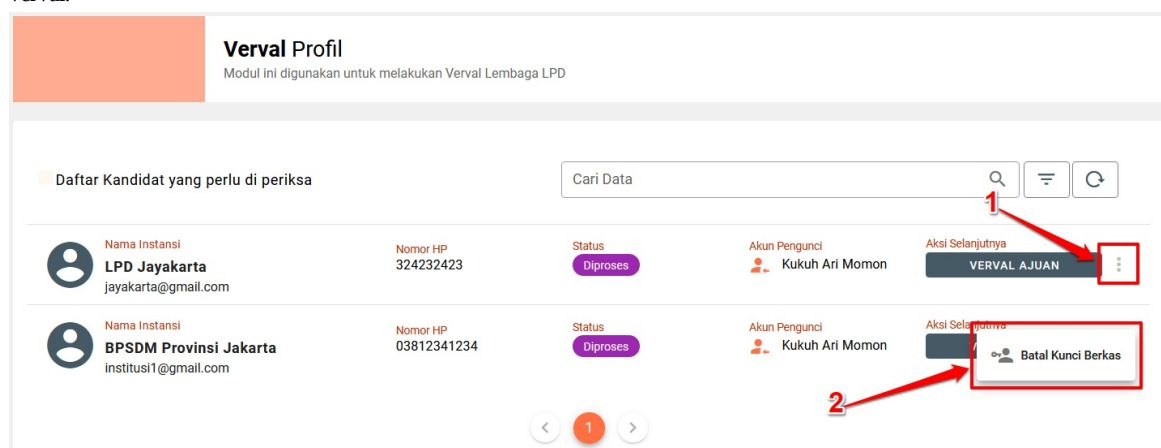 Verval Profil
Modul ini digunakan untuk melakukan Verval Lembaga LPD
Daftar Kandidat yang perlu di periksa
Cari Data
1
Nama Instansi
LPD Jayakarta
jayakarta@gmail.com
Nomor HP
324232423
Status
Diproses
Akun Pengunci
Kukuh Ari Momon
Aksi Selanjutnya
VERVAL AJUAN
Nama Instansi
BPSDM Provinsi Jakarta
institusi1@gmail.com
Nomor HP
03812341234
Status
Diproses
Akun Pengunci
Kukuh Ari Momon
Aksi Selanjutnya
Batal Kunci Berkas
2
1